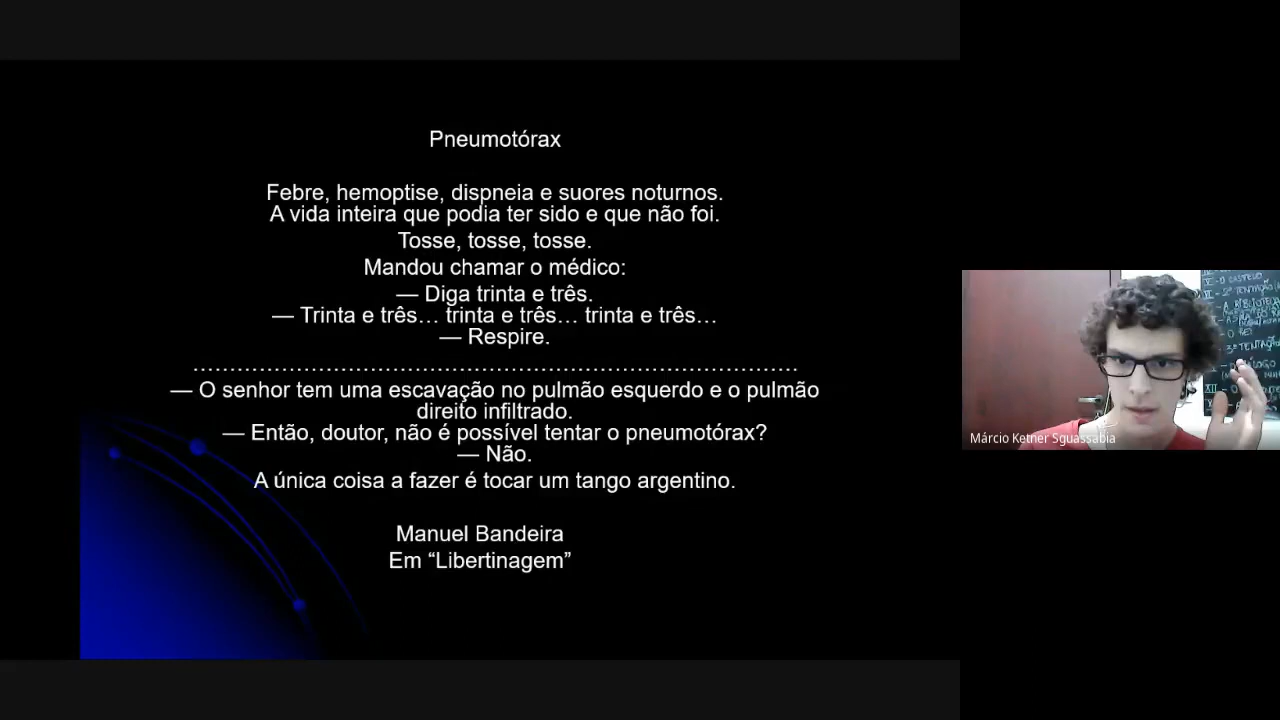 Pneumotórax
Febre, hemoptise, dispneia e suores noturnos.
A vida inteira que podia ter sido e que não foi.
Tosse, tosse, tosse.
Mandou chamar o médico:
— Diga trinta e três.
— Trinta e três… trinta e três… trinta e três…
— Respire.
……………………………………………………………………….
— O senhor tem uma escavação no pulmão esquerdo e o pulmão
direito infiltrado.
— Então, doutor, não é possível tentar o pneumotórax?
— Não.
A única coisa a fazer é tocar um tango argentino.
Manuel Bandeira
Em “Libertinagem”
Márcio Ketner Sguassabia